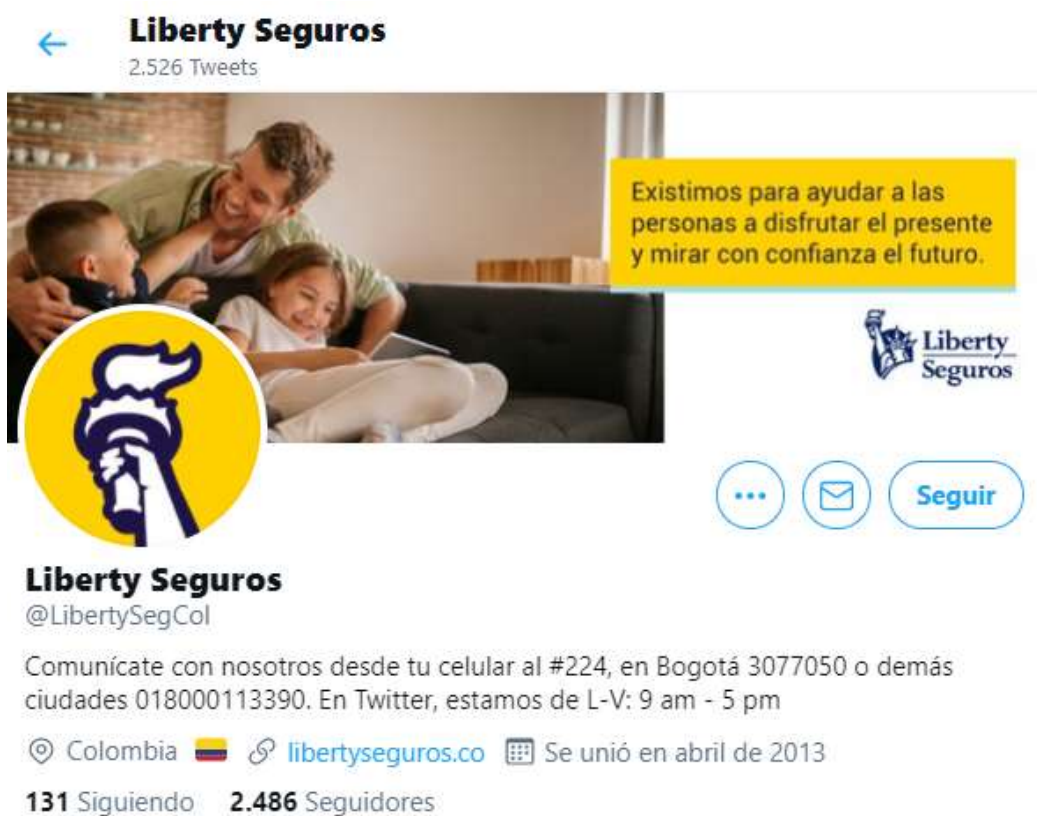 Liberty Seguros
2.526 Tweets
Existimos para ayudar a las
personas a disfrutar el presente
y mirar con confianza el futuro.
Liberty
Seguros
Seguir
Liberty Seguros
@LibertySegCol
Comunícate con nosotros desde tu celular al #224, en Bogotá 3077050 o demás
ciudades 018000113390. En Twitter, estamos de L-V: 9 am - 5 pm
Colombia libertyseguros.co Se unió en abril de 2013
131 Siguiendo 2.486 Seguidores